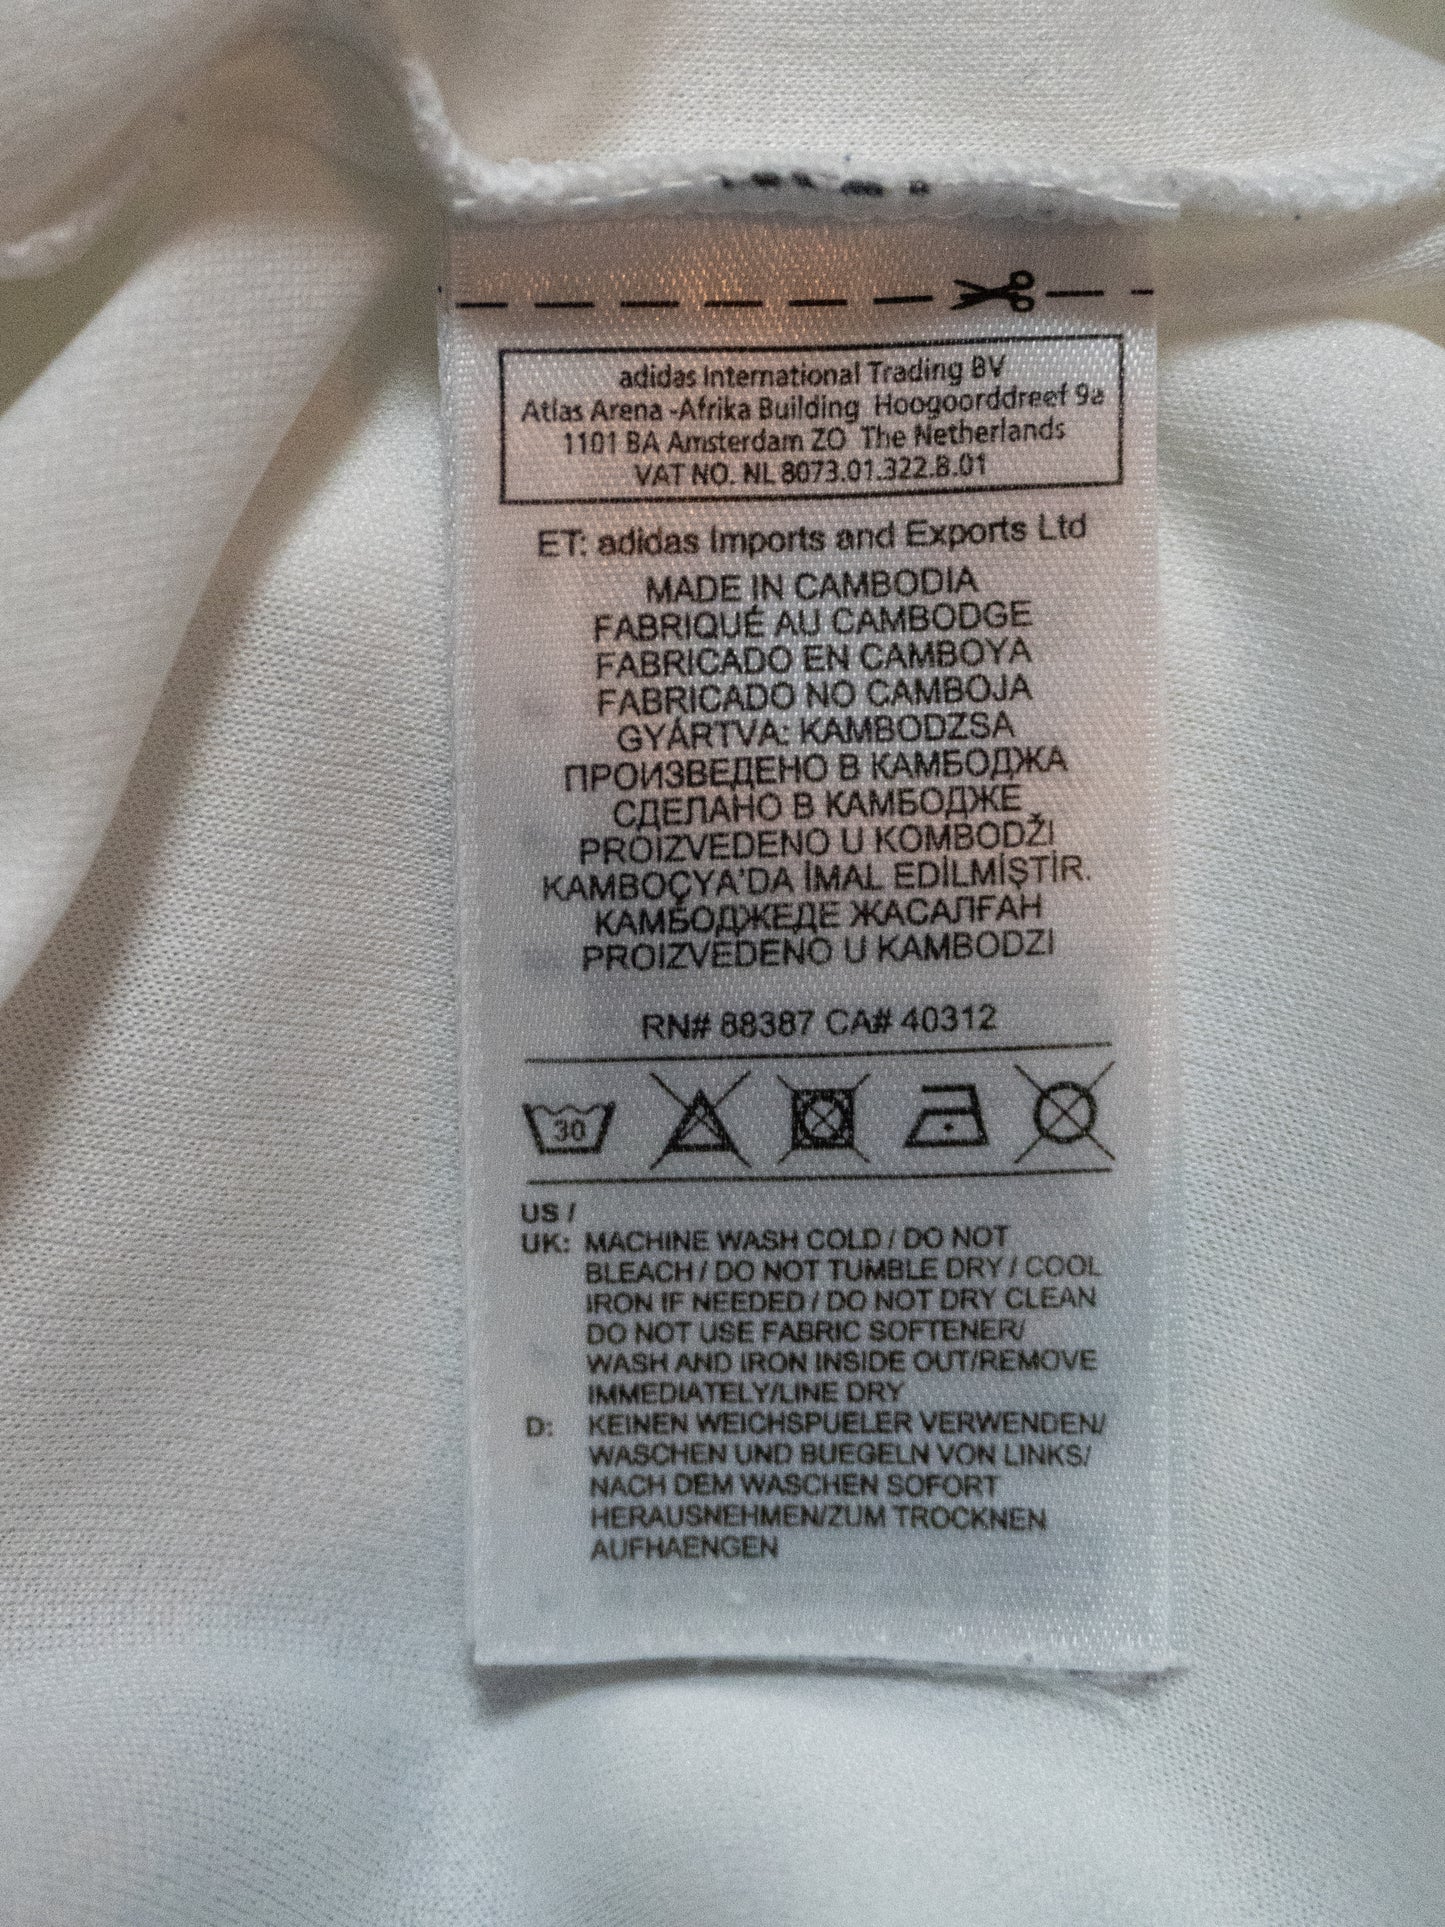 adidas International Trading BV
Atlas Arena -Afrika Building Hoogoorddreef 9a
1101 BA Amsterdam ZO The Netherlands
VAT NO. NL 8073.01.322.B.01
ET: adidas Imports and Exports Ltd
MADE IN CAMBODIA
FABRIQUÉ AU CAMBODGE
FABRICADO EN CAMBOYA
FABRICADO NO CAMBOJA
GYÁRTVA: KAMBODZSA
ПРОИЗВЕДЕНО В КАМБОДЖА
СДЕЛАНО В КАМБОДЖЕ
PROIZVEDENO U KOMBODŽI
KAMBOÇYA'DA İMAL EDİLMİŞTİR.
КАМБОДЖЕДЕ ЖАСАЛҒАН
PROIZVEDENO U KAMBODZI
RN# 88387 CA# 40312
30
US /
UK: MACHINE WASH COLD / DO NOT
BLEACH / DO NOT TUMBLE DRY / COOL
IRON IF NEEDED / DO NOT DRY CLEAN
DO NOT USE FABRIC SOFTENER/
WASH AND IRON INSIDE OUT/REMOVE
IMMEDIATELY/LINE DRY
D: KEINEN WEICHSPUELER VERWENDEN/
WASCHEN UND BUEGELN VON LINKS/
NACH DEM WASCHEN SOFORT
HERAUSNEHMEN/ZUM TROCKNEN
AUFHAENGEN